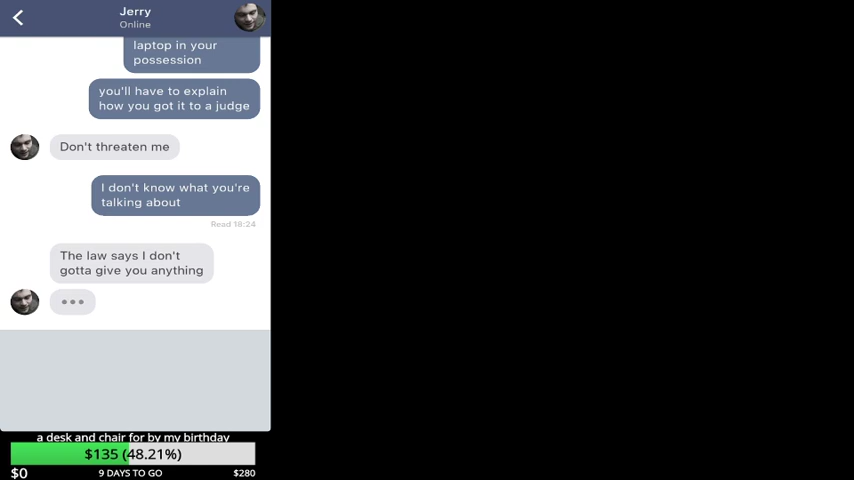 Jerry
Online
laptop in your
possession
you'll have to explain
how you got it to a judge
Don't threaten me
I don't know what you're
talking about
Read 18:24
The law says I don't
gotta give you anything
a desk and chair for by my birthday
$135 (48.21%)
$0
9 DAYS TO GO
$280